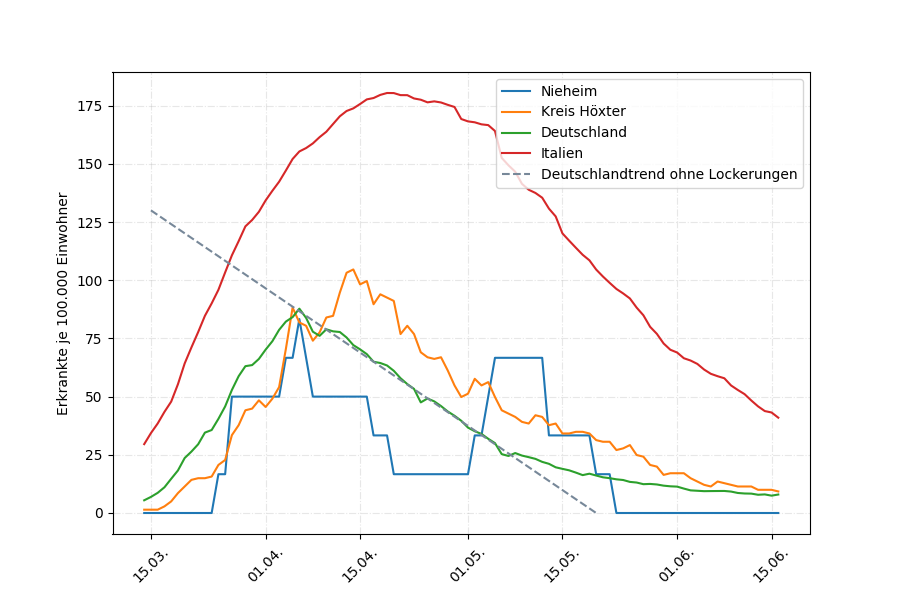 Nieheim
Kreis Höxter
Deutschland
Italien
Deutschlandtrend ohne Lockerungen
Erkrankte je 100.000 Einwohner
175
150
125
100
75
50
25
0
15.03.
01.04.
15.04.
01.05.
15.05.
01.06.
15.06.